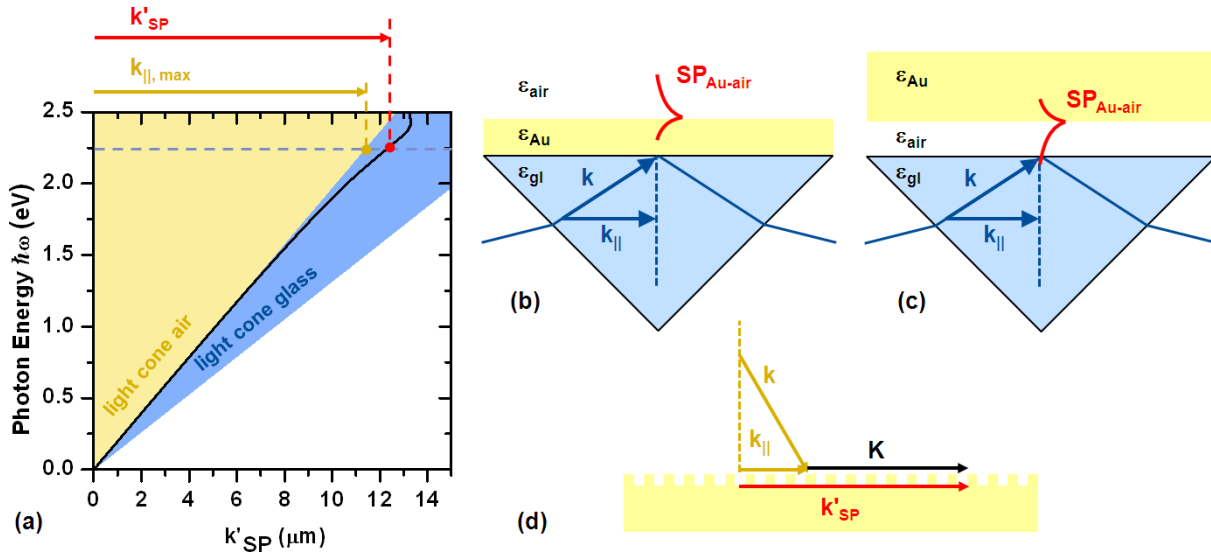 k'SP
k||, max
2.5
2.0
1.5
1.0
0.5
0.0
Photon Energy ħω (eV)
light cone air
light cone glass
0 2 4 6 8 10 12 14
k'SP (μm)
(a)
εair
SPAu-air
εAu
εgl
k
k||
(b)
εAu
SPAu-air
εair
εgl
k
k||
(c)
k
k||
K
k'SP
(d)